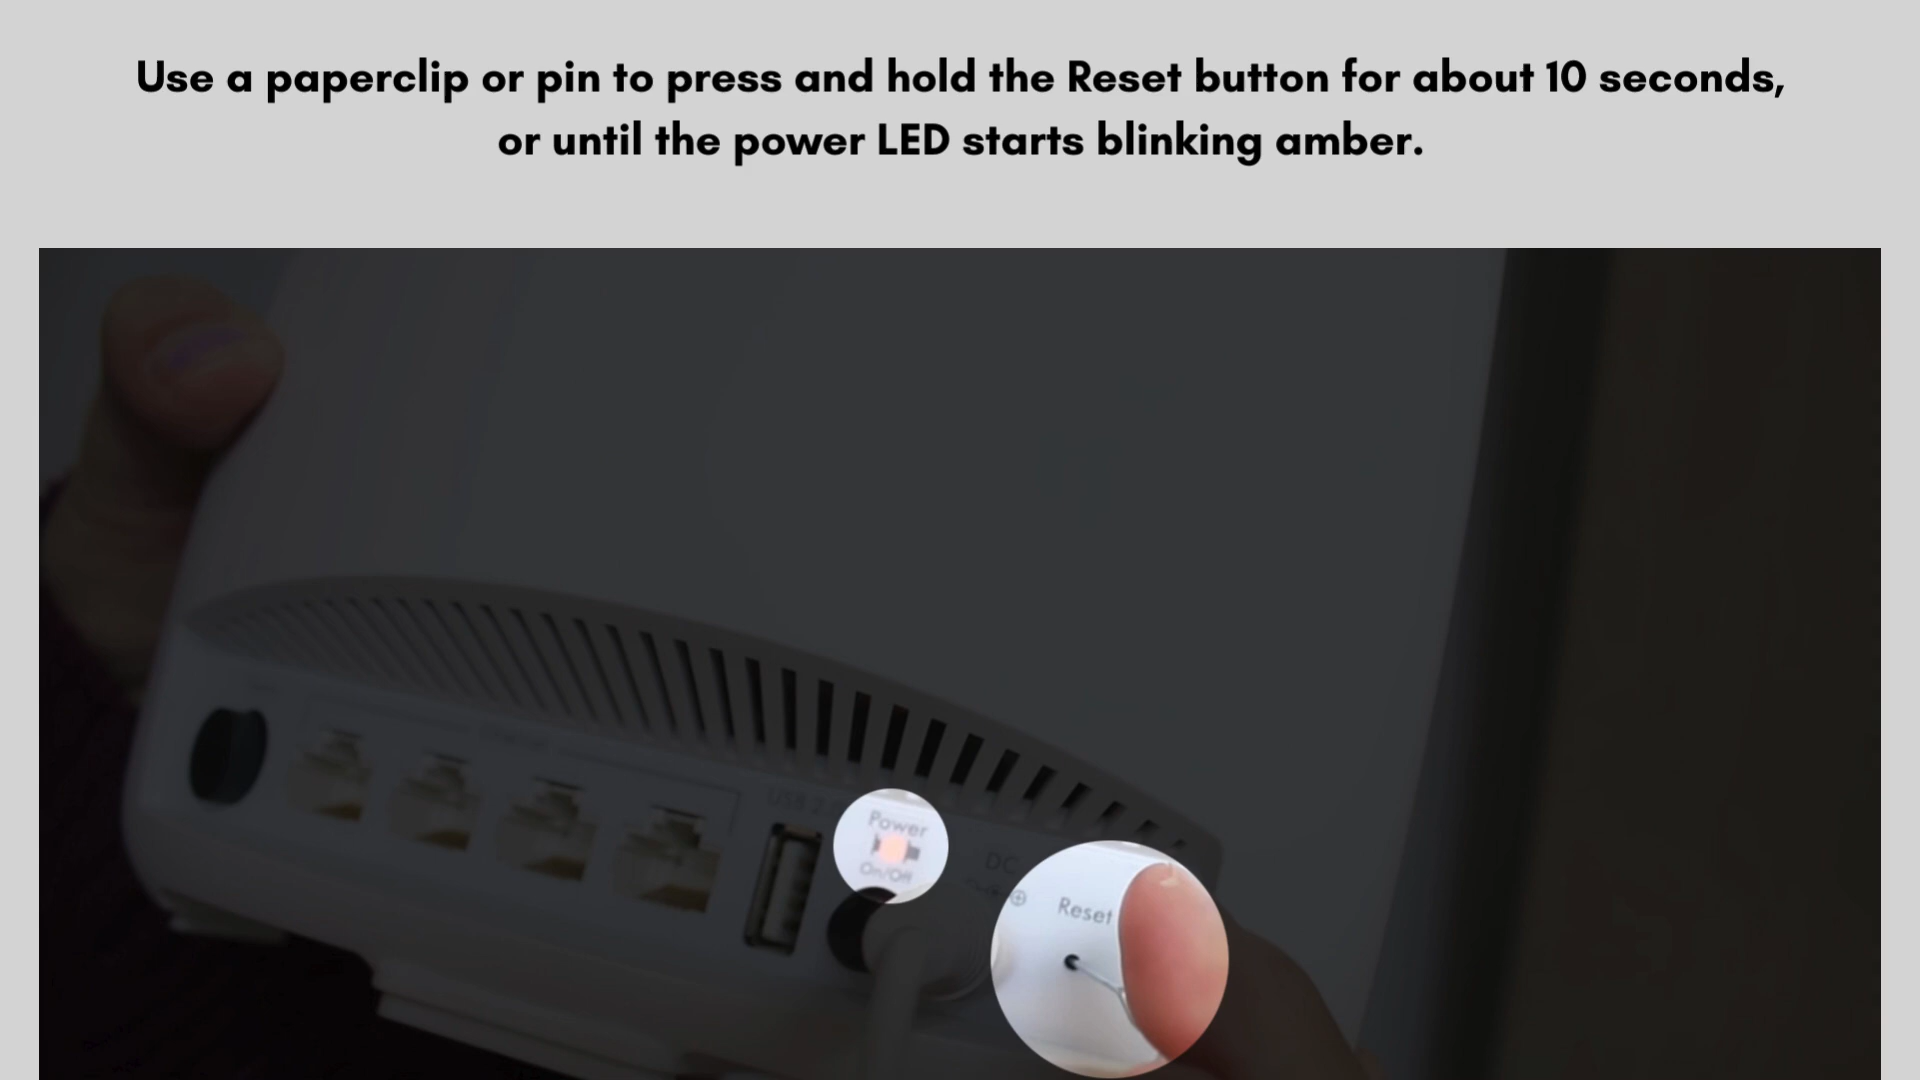 Use a paperclip or pin to press and hold the Reset button for about 10 seconds,
or until the power LED starts blinking amber.
USB 2.0
Power
On/Off
DC
Reset